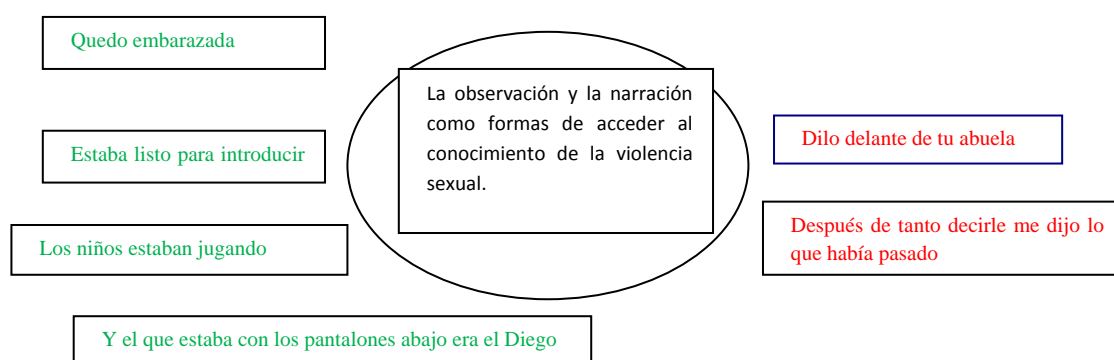 Quedo embarazada
La observación y la narración
como formas de acceder al
conocimiento de la violencia
sexual.
Dilo delante de tu abuela
Estaba listo para introducir
Después de tanto decirle me dijo lo
que había pasado
Los niños estaban jugando
Y el que estaba con los pantalones abajo era el Diego